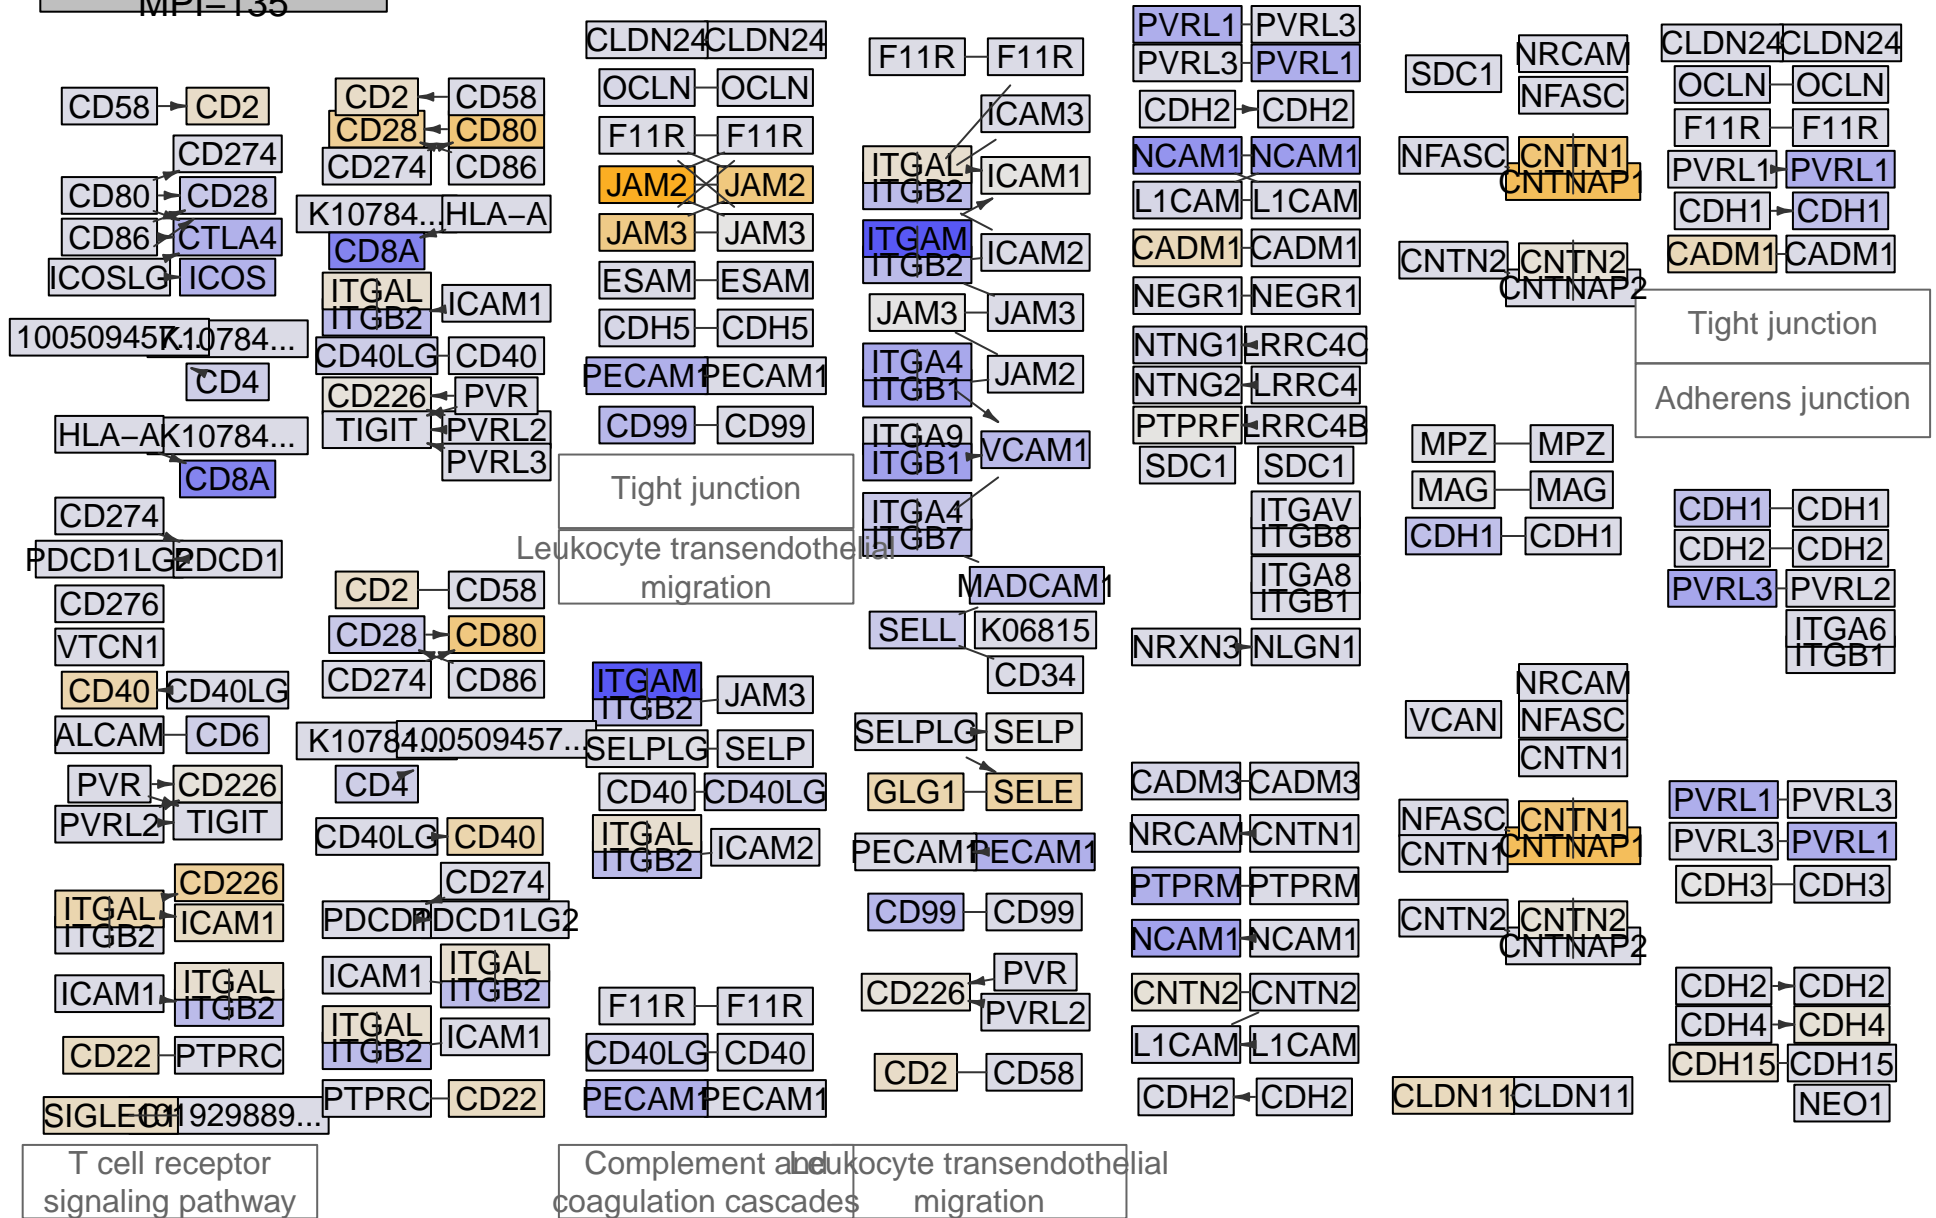 MPI−135
CD58
CD2
CD274
CD80
CD28
CD86
CTLA4
ICOSLG
ICOS
100509457...
K10784...
CD4
HLA−A
K10784...
CD8A
CD274
PDCD1LG2
PDCD1
CD276
VTCN1
CD40
CD40LG
ALCAM
CD6
PVR
CD226
PVRL2
TIGIT
ITGAL
ITGB2
CD226
ICAM1
ICAM1
ITGAL
ITGB2
CD22
PTPRC
929889...
T cell receptor
signaling pathway
CD2
CD58
CD28
CD80
CD274
CD86
K10784...
HLA−A
CD8A
ITGAL
ITGB2
ICAM1
CD40LG
CD40
CD226
PVR
TIGIT
PVRL2
PVRL3
CD2
CD58
CD28
CD80
CD274
CD86
100509457...
CD4
CD40LG
CD40
CD274
PDCD1LG2
ICAM1
ITGAL
ITGB2
ITGAL
ITGB2
ICAM1
PTPRC
CD22
CLDN24
CLDN24
OCLN
OCLN
F11R
F11R
JAM2
JAM2
JAM3
JAM3
ESAM
ESAM
CDH5
CDH5
PECAM1
PECAM1
CD99
CD99
Tight junction
Leukocyte transendothelial
migration
ITGAM
ITGB2
JAM3
SELPLG
SELP
CD40
CD40LG
ITGAL
ITGB2
ICAM2
F11R
F11R
CD40LG
CD40
PECAM1
PECAM1
Complement and
coagulation cascades
F11R
F11R
ICAM3
ITGAL
ITGB2
ICAM1
ITGAM
ITGB2
ICAM2
JAM3
JAM3
ITGA4
ITGB1
JAM2
ITGA9
ITGB1
VCAM1
ITGA4
ITGB7
MADCAM1
SELL
K06815
CD34
SELPLG
SELP
GLG1
SELE
PECAM1
PECAM1
CD99
CD99
CD226
PVR
PVRL2
CD2
CD58
Leukocyte transendothelial
migration
PVRL1
PVRL3
PVRL3
PVRL1
CDH2
CDH2
NCAM1
NCAM1
L1CAM
L1CAM
CADM1
CADM1
NEGR1
NEGR1
NTNG1
LRRC4C
NTNG2
LRRC4
PTPRF
LRRC4B
SDC1
SDC1
ITGAV
ITGB8
ITGA8
ITGB1
NRXN3
NLGN1
CADM3
CADM3
NRCAM
CNTN1
PTPRM
PTPRM
NCAM1
NCAM1
CNTN2
CNTN2
L1CAM
L1CAM
CDH2
CDH2
SDC1
NRCAM
NFASC
NFASC
CNTN1
CNTNAP1
CNTN2
CNTN2
CNTNAP2
MPZ
MPZ
MAG
MAG
CDH1
CDH1
VCAN
NRCAM
NFASC
CNTN1
NFASC
CNTN1
CNTN1
CNTNAP1
CNTN2
CNTN2
CNTNAP2
CLDN11
CLDN11
CLDN24
CLDN24
OCLN
OCLN
F11R
F11R
PVRL1
PVRL1
CDH1
CDH1
CADM1
CADM1
Tight junction
Adherens junction
CDH1
CDH1
CDH2
CDH2
PVRL3
PVRL2
ITGA6
ITGB1
PVRL1
PVRL3
PVRL3
PVRL1
CDH3
CDH3
CDH2
CDH2
CDH4
CDH4
CDH15
CDH15
NEO1